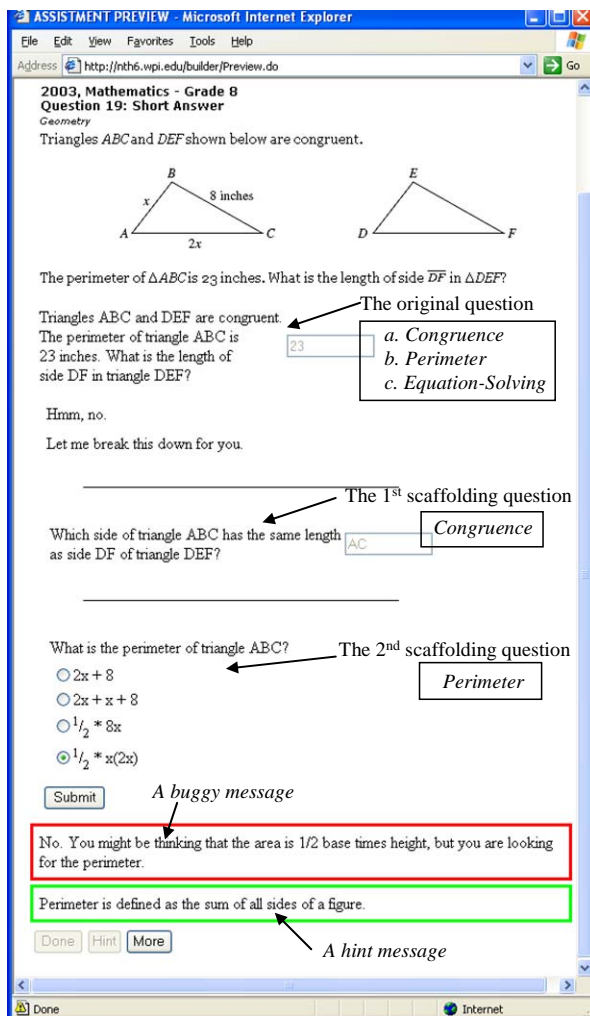 ASSISTMENT PREVIEW - Microsoft Internet Explorer
File Edit View Favorites Tools Help
Address http://nth6.wpi.edu/builder/Preview.do Go
2003, Mathematics - Grade 8
Question 19: Short Answer
Geometry
Triangles ABC and DEF shown below are congruent.
B
E
x
8 inches
A
C
D
F
2x
The perimeter of ΔABC is 23 inches. What is the length of side DF in ΔDEF?
The original question
Triangles ABC and DEF are congruent.
The perimeter of triangle ABC is
23 inches. What is the length of
side DF in triangle DEF?
23
a. Congruence
b. Perimeter
c. Equation-Solving
Hmm, no.
Let me break this down for you.
The 1st scaffolding question
Which side of triangle ABC has the same length
as side DF of triangle DEF?
AC
Congruence
What is the perimeter of triangle ABC?
The 2nd scaffolding question
Perimeter
2x + 8
2x + x + 8
1/2 * 8x
1/2 * x(2x)
Submit
A buggy message
No. You might be thinking that the area is 1/2 base times height, but you are looking
for the perimeter.
Perimeter is defined as the sum of all sides of a figure.
Done Hint More
A hint message
Done Internet